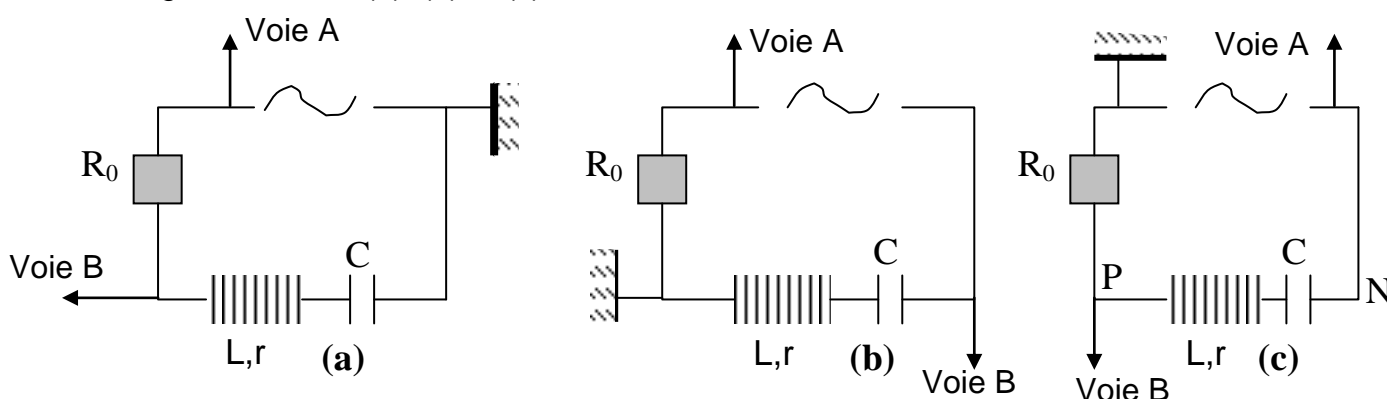 Voie A
R₀
Voie B
C
L,r
(a)
Voie A
R₀
C
L,r
(b)
Voie B
Voie A
R₀
P
C
N
L,r
(c)
Voie B